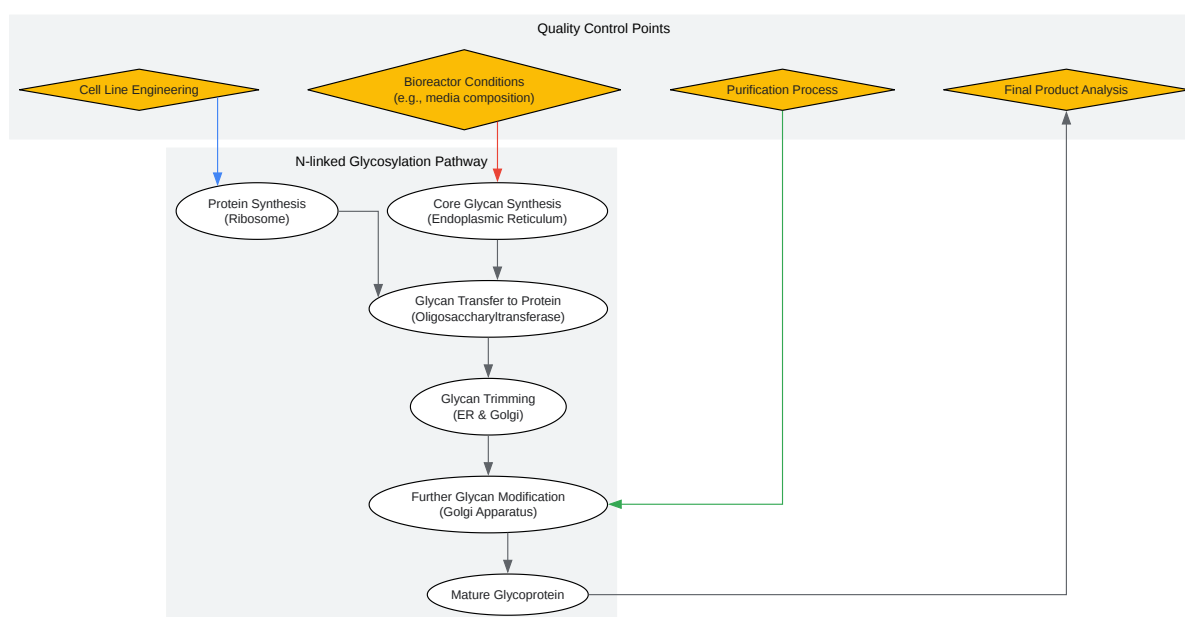 Quality Control Points
Cell Line Engineering
Bioreactor Conditions
(e.g., media composition)
Purification Process
Final Product Analysis
N-linked Glycosylation Pathway
Protein Synthesis
(Ribosome)
Core Glycan Synthesis
(Endoplasmic Reticulum)
Glycan Transfer to Protein
(Oligosaccharyltransferase)
Glycan Trimming
(ER & Golgi)
Further Glycan Modification
(Golgi Apparatus)
Mature Glycoprotein